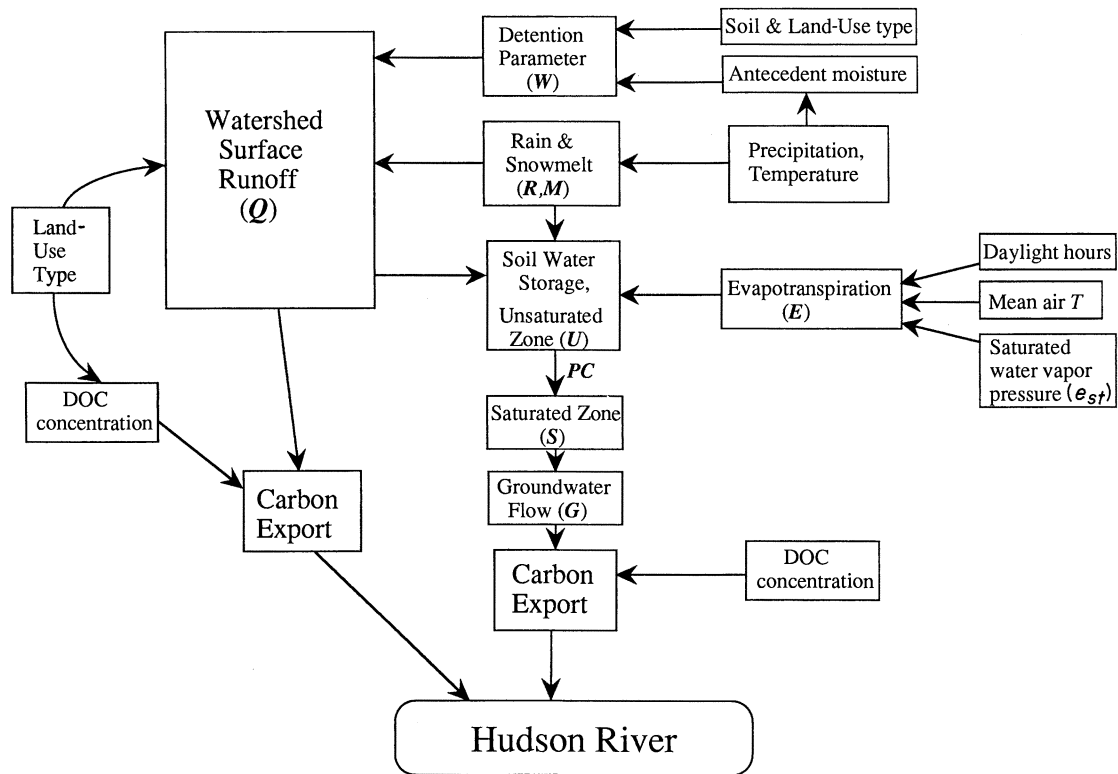 Soil & Land-Use type
Detention
Parameter
(W)
Antecedent moisture
Watershed
Surface
Runoff
(Q)
Rain &
Snowmelt
(R,M)
Precipitation,
Temperature
Land-
Use
Type
Soil Water
Storage,
Unsaturated
Zone (U)
Evapotranspiration
(E)
Daylight hours
Mean air T
Saturated
water vapor
pressure (est)
PC
DOC
concentration
Saturated Zone
(S)
Groundwater
Flow (G)
Carbon
Export
Carbon
Export
DOC
concentration
Hudson River